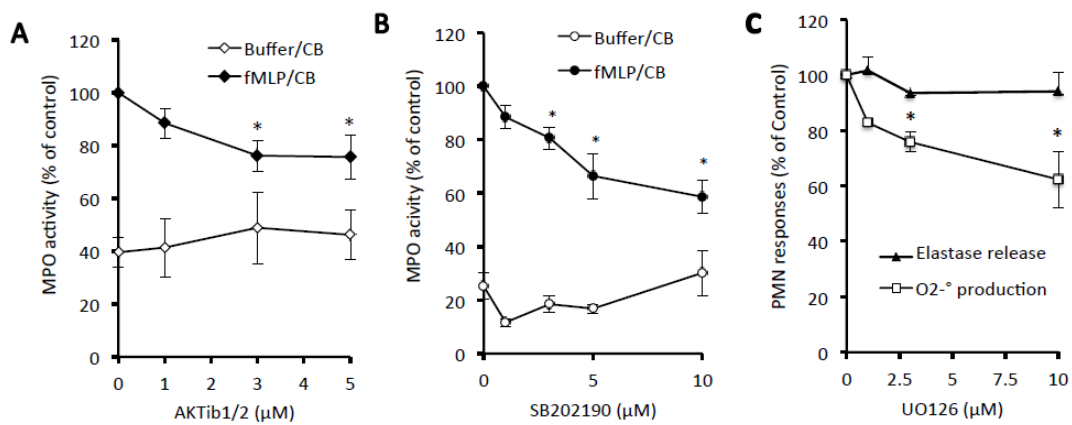 A
120
100
80
60
40
20
0
MPO activity (% of control)
Buffer/CB
fMLP/CB
*
*
0 1 2 3 4 5
AKTib1/2 (μM)
B
120
100
80
60
40
20
0
MPO acivity (% of control)
Buffer/CB
fMLP/CB
*
*
*
0 5 10
SB202190 (μM)
C
120
100
80
60
40
20
0
PMN responses (% of Control)
*
*
Elastase release
O2-° production
0 2.5 5 7.5 10
UO126 (μM)